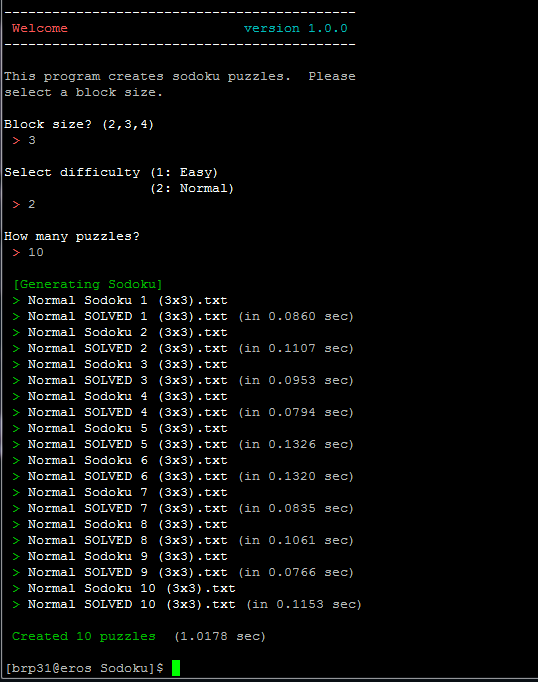 --------------------------------------------
Welcome                      version 1.0.0
--------------------------------------------
This program creates sodoku puzzles.  Please
select a block size.
Block size? (2,3,4)
> 3
Select difficulty (1: Easy)
(2: Normal)
> 2
How many puzzles?
> 10
[Generating Sodoku]
> Normal Sodoku 1 (3x3).txt
> Normal SOLVED 1 (3x3).txt (in 0.0860 sec)
> Normal Sodoku 2 (3x3).txt
> Normal SOLVED 2 (3x3).txt (in 0.1107 sec)
> Normal Sodoku 3 (3x3).txt
> Normal SOLVED 3 (3x3).txt (in 0.0953 sec)
> Normal Sodoku 4 (3x3).txt
> Normal SOLVED 4 (3x3).txt (in 0.0794 sec)
> Normal Sodoku 5 (3x3).txt
> Normal SOLVED 5 (3x3).txt (in 0.1326 sec)
> Normal Sodoku 6 (3x3).txt
> Normal SOLVED 6 (3x3).txt (in 0.1320 sec)
> Normal Sodoku 7 (3x3).txt
> Normal SOLVED 7 (3x3).txt (in 0.0835 sec)
> Normal Sodoku 8 (3x3).txt
> Normal SOLVED 8 (3x3).txt (in 0.1061 sec)
> Normal Sodoku 9 (3x3).txt
> Normal SOLVED 9 (3x3).txt (in 0.0766 sec)
> Normal Sodoku 10 (3x3).txt
> Normal SOLVED 10 (3x3).txt (in 0.1153 sec)
Created 10 puzzles  (1.0178 sec)
[brp31@eros Sodoku]$